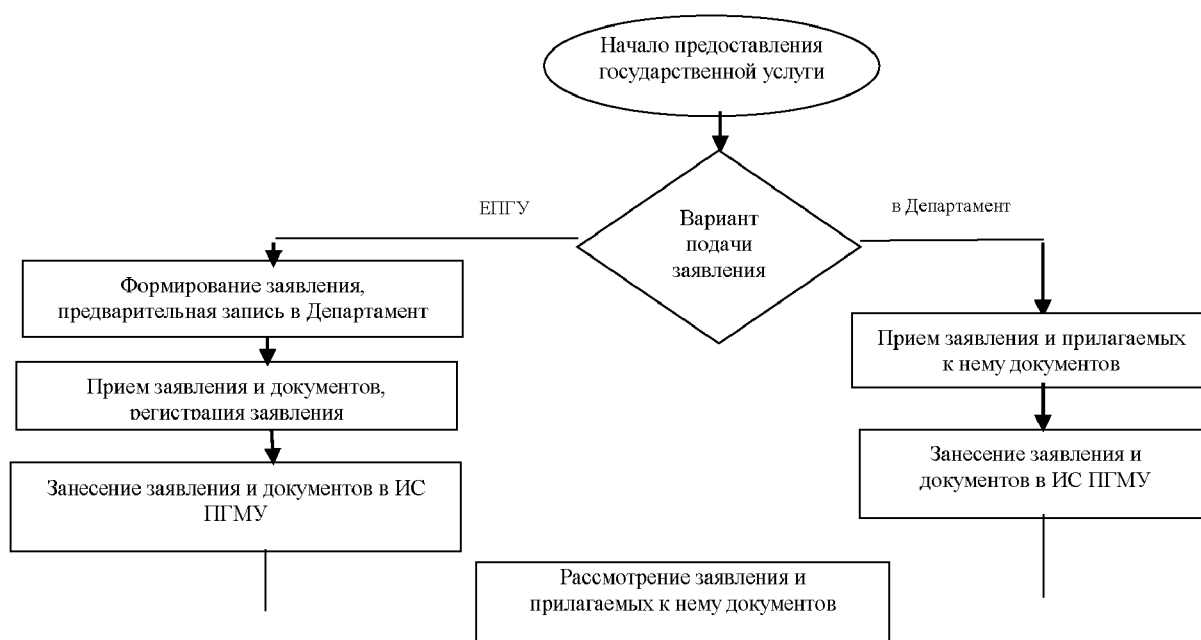 Начало предоставления
государственной услуги
ЕПГУ
в Департамент
Вариант
подачи
заявления
Формирование заявления,
предварительная запись в Департамент
Прием заявления и прилагаемых
к нему документов
Прием заявления и документов,
регистрация заявления
Занесение заявления и
документов в ИС ПГМУ
Занесение заявления и документов в ИС
ПГМУ
Рассмотрение заявления и
прилагаемых к нему документов